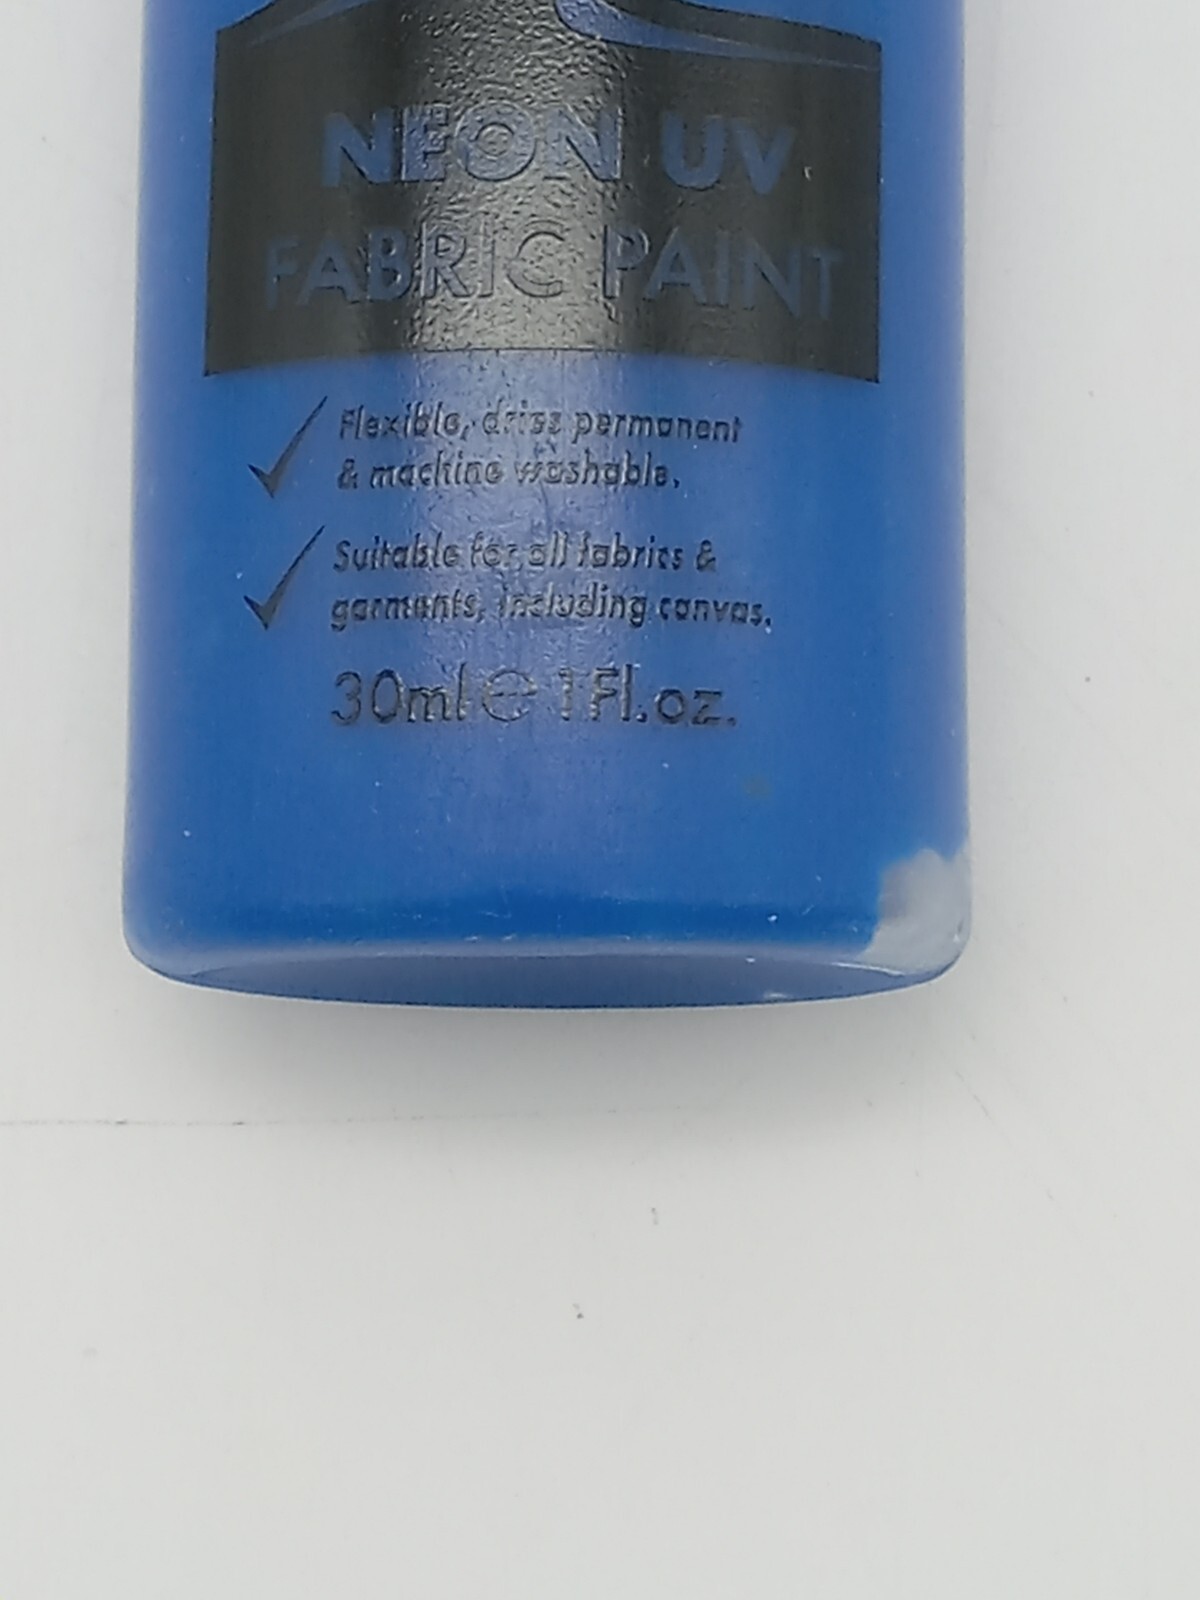 NEON UV
FABRIC PAINT
Flexible, dries permanent
& machine washable.
Suitable for all fabrics &
garments, including canvas.
30ml ℮ 1Fl.oz.